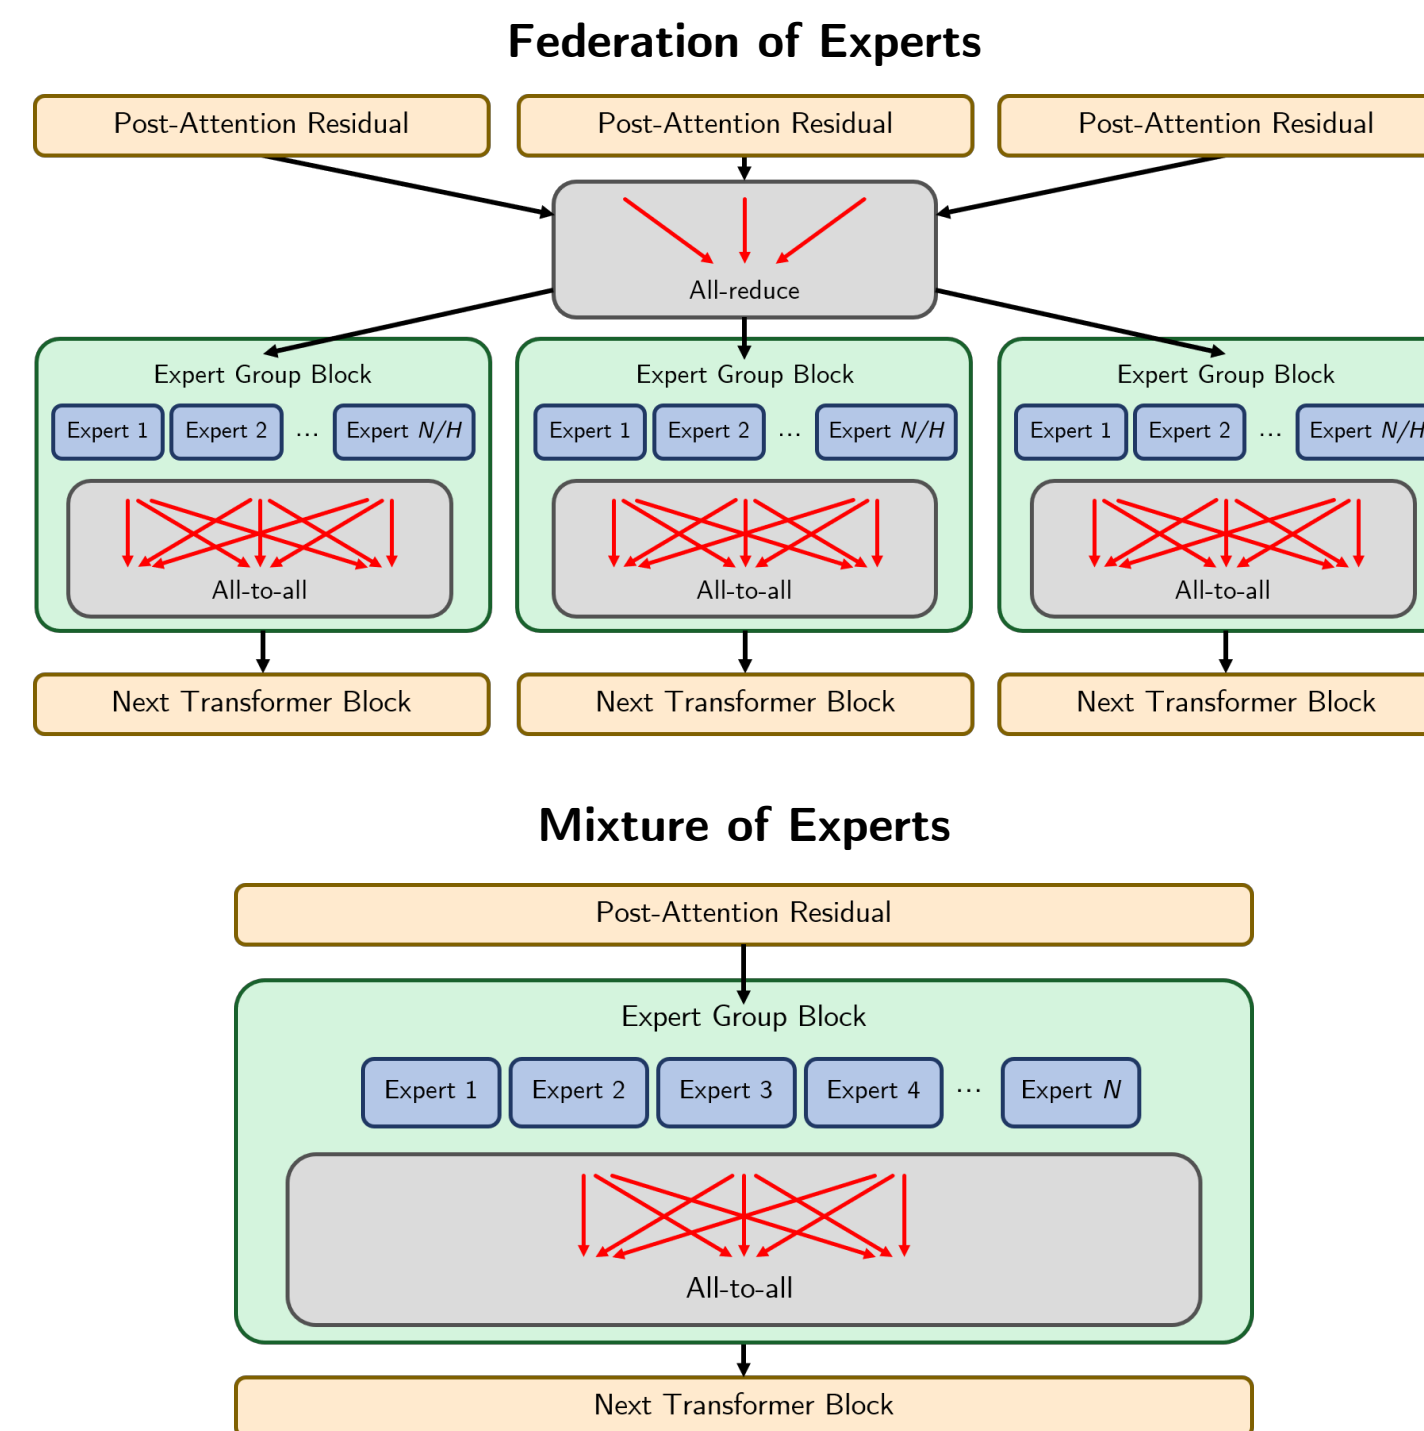 Federation of Experts
Post-Attention Residual Post-Attention Residual Post-Attention Residual
All-reduce
Expert Group Block Expert Group Block Expert Group Block
Expert 1 Expert 2 ... Expert N/H Expert 1 Expert 2 ... Expert N/H Expert 1 Expert 2 ... Expert N/H
All-to-all All-to-all All-to-all
Next Transformer Block Next Transformer Block Next Transformer Block
Mixture of Experts
Post-Attention Residual
Expert Group Block
Expert 1 Expert 2 Expert 3 Expert 4 ... Expert N
All-to-all
Next Transformer Block